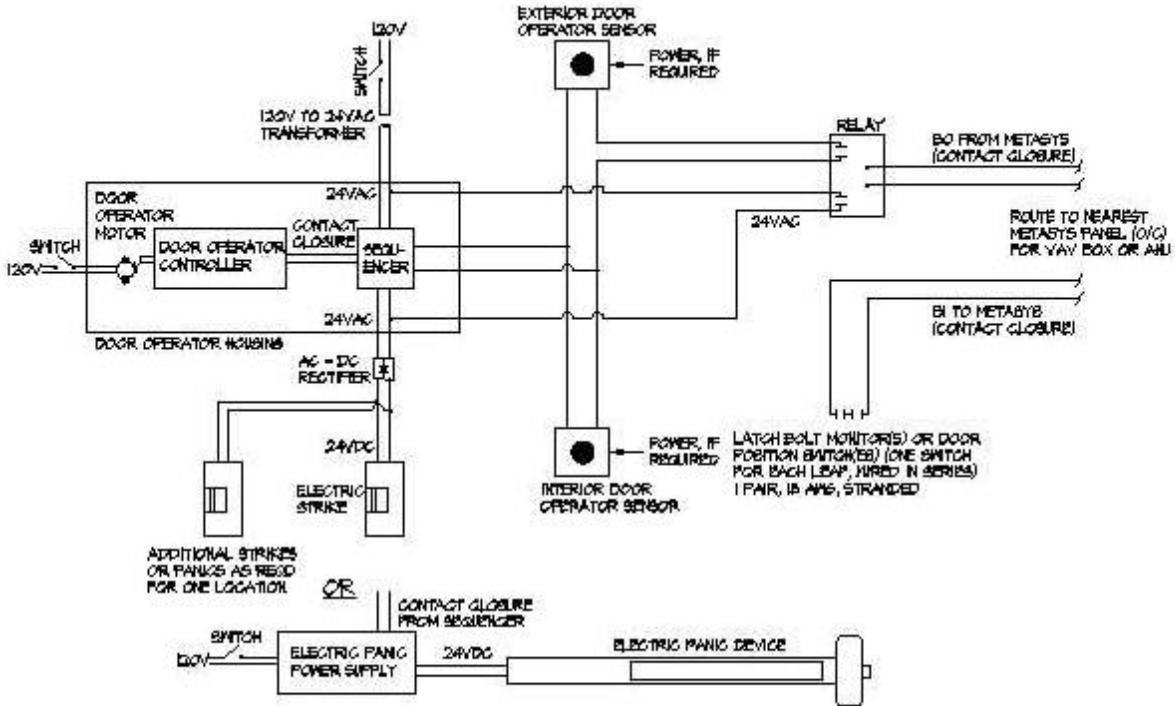 EXTERIOR DOOR
OPERATOR SENSOR
120V
SWITCH
POWER, IF
REQUIRED
120V TO 24VAC
TRANSFORMER
RELAY
BO FROM METASYS
(CONTACT CLOSURE)
24VAC
DOOR
OPERATOR
MOTOR
CONTACT
CLOSURE
24VAC
SWITCH
120V
DOOR OPERATOR
CONTROLLER
SEQU-
ENCER
ROUTE TO NEAREST
METASYS PANEL (O/C)
FOR VAV BOX OR AHU
24VAC
BI TO METASYS
(CONTACT CLOSURE)
DOOR OPERATOR HOUSING
AC - DC
RECTIFIER
24VDC
ELECTRIC
STRIKE
POWER, IF
REQUIRED
INTERIOR DOOR
OPERATOR SENSOR
LATCH BOLT MONITOR(S) OR DOOR
POSITION SWITCH(ES) (ONE SWITCH
FOR EACH LEAF, WIRED IN SERIES)
1 PAIR, 18 AWG, STRANDED
ADDITIONAL STRIKES
OR PANICS AS REQD
FOR ONE LOCATION
OR
CONTACT CLOSURE
FROM SEQUENCER
SWITCH
120V
ELECTRIC PANIC
POWER SUPPLY
24VDC
ELECTRIC PANIC DEVICE